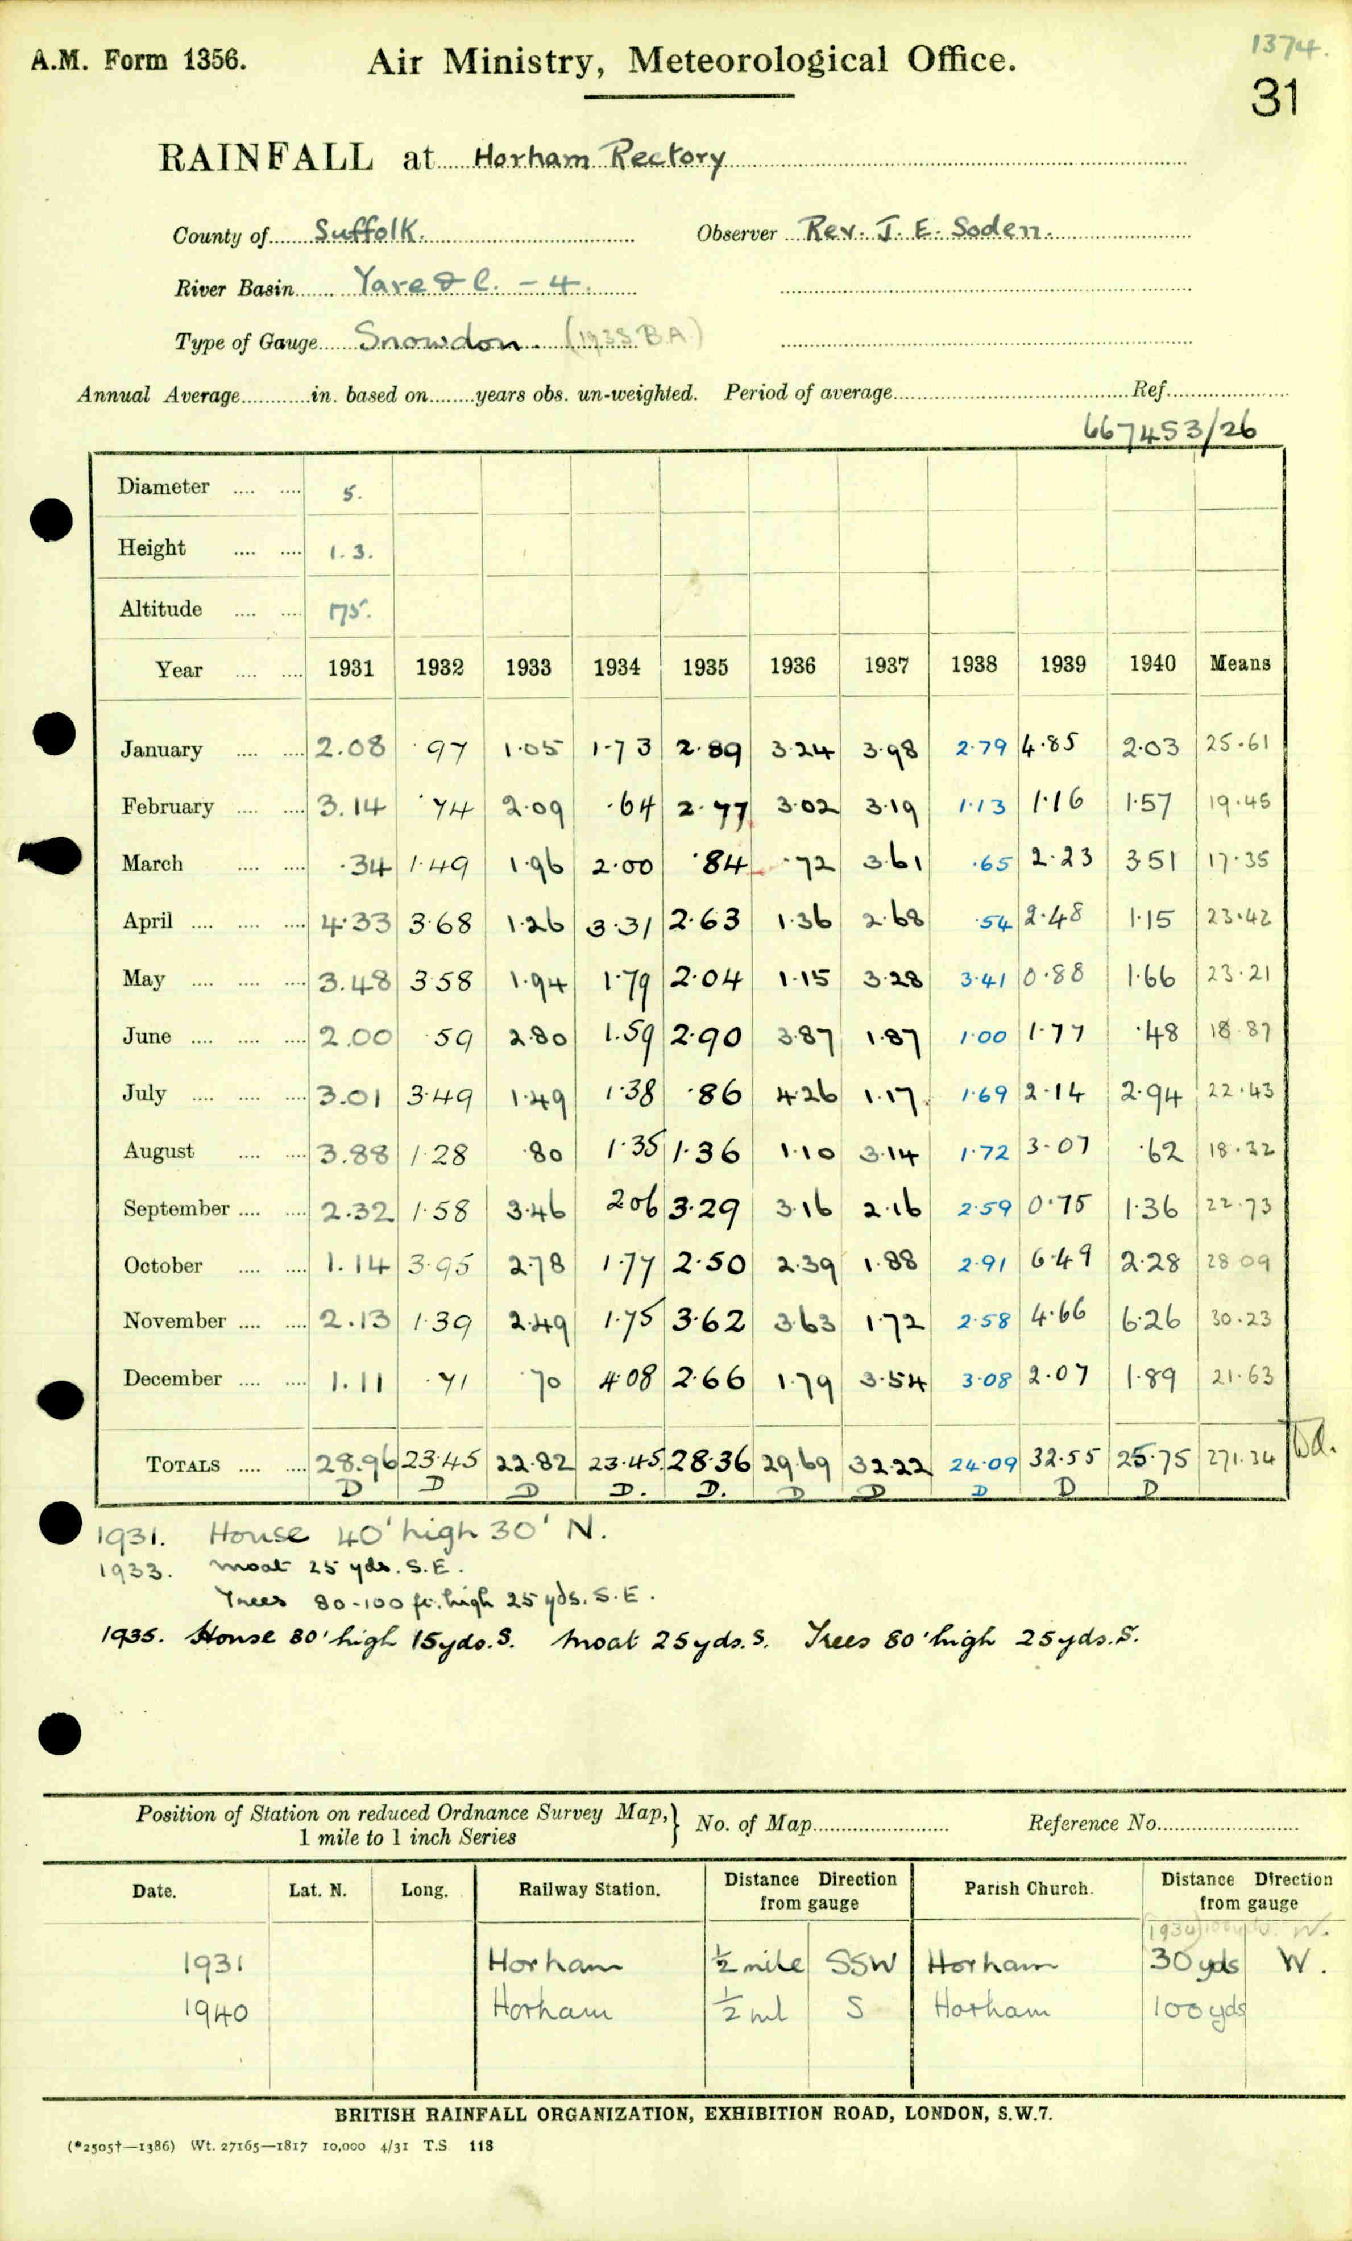 1374.
A.M. Form 1356. Air Ministry, Meteorological Office.
31
RAINFALL at Horham Rectory
County of Suffolk. Observer Rev. J. E. Soden.
River Basin Yare &c. - 4.
Type of Gauge Snowdon. (1935 B.A)
Annual Average in. based on years obs. un-weighted. Period of average Ref.
667453/26
Diameter 5.
Height 1.3.
Altitude 175.
Year 1931 1932 1933 1934 1935 1936 1937 1938 1939 1940 Means
January 2.08 .97 1.05 1.73 2.89 3.24 3.98 2.79 4.85 2.03 25.61
February 3.14 .74 2.09 .64 2.77 3.02 3.19 1.13 1.16 1.57 19.45
March .34 1.49 1.96 2.00 .84 .72 3.61 .65 2.23 3.51 17.35
April 4.33 3.68 1.26 3.31 2.63 1.36 2.68 .54 2.48 1.15 23.42
May 3.48 3.58 1.94 1.79 2.04 1.15 3.28 3.41 0.88 1.66 23.21
June 2.00 .59 2.80 1.59 2.90 3.87 1.87 1.00 1.77 .48 18.87
July 3.01 3.49 1.49 1.38 .86 4.26 1.17 1.69 2.14 2.94 22.43
August 3.88 1.28 .80 1.35 1.36 1.10 3.14 1.72 3.07 .62 18.32
September 2.32 1.58 3.46 2.06 3.29 3.16 2.16 2.59 0.75 1.36 22.73
October 1.14 3.95 2.78 1.77 2.50 2.39 1.88 2.91 6.49 2.28 28.09
November 2.13 1.39 2.49 1.75 3.62 3.63 1.72 2.58 4.66 6.26 30.23
December 1.11 .71 .70 4.08 2.66 1.79 3.54 3.08 2.07 1.89 21.63
TOTALS 28.96 23.45 22.82 23.45 28.36 29.69 32.22 24.09 32.55 25.75 271.34
D D D D. D. D D D D D
1931. House 40' high 30' N.
1933. Moat 25 yds. S.E.
Trees 80-100 ft. high 25 yds. S.E.
1935. House 30' high 15yds. S. Moat 25yds. S. Trees 80' high 25yds. S.
Position of Station on reduced Ordnance Survey Map,} No. of Map Reference No.
1 mile to 1 inch Series
Date. Lat. N. Long. Railway Station. Distance Direction from gauge Parish Church. Distance Direction from gauge
(1934) 100yds W.
1931 Horham ½ mile SSW Horham 30 yds W.
1940 Horham ½ ml S Horham 100 yds
BRITISH RAINFALL ORGANIZATION, EXHIBITION ROAD, LONDON, S.W.7.
(*2505†—1386) Wt. 27165—1817 10,000 4/31 T.S. 118